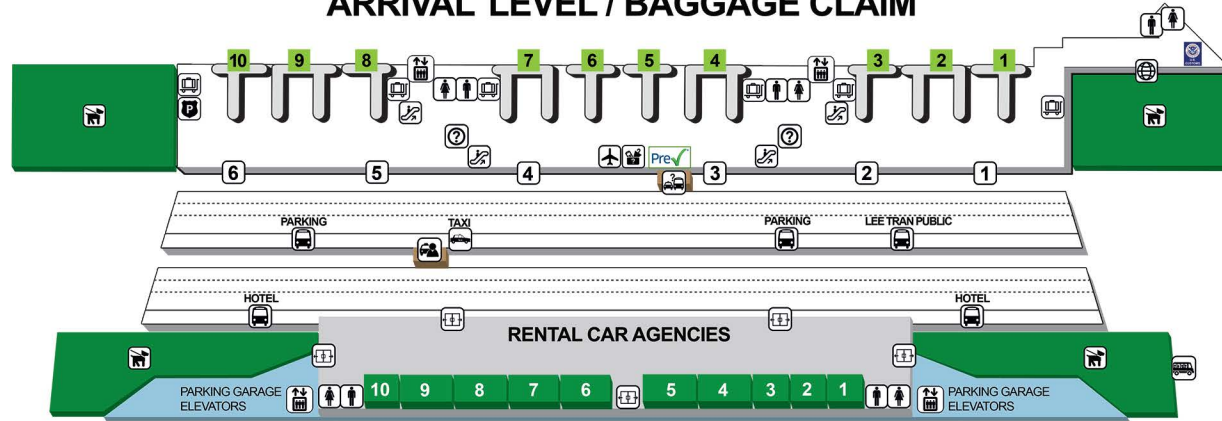 ARRIVAL LEVEL / BAGGAGE CLAIM
10 9 8 7 6 5 4 3 2 1
P
? ?
Pre✓
6 5 4 3 2 1
?
PARKING TAXI PARKING LEE TRAN PUBLIC
HOTEL HOTEL
RENTAL CAR AGENCIES
PARKING GARAGE
ELEVATORS
10 9 8 7 6 5 4 3 2 1
PARKING GARAGE
ELEVATORS